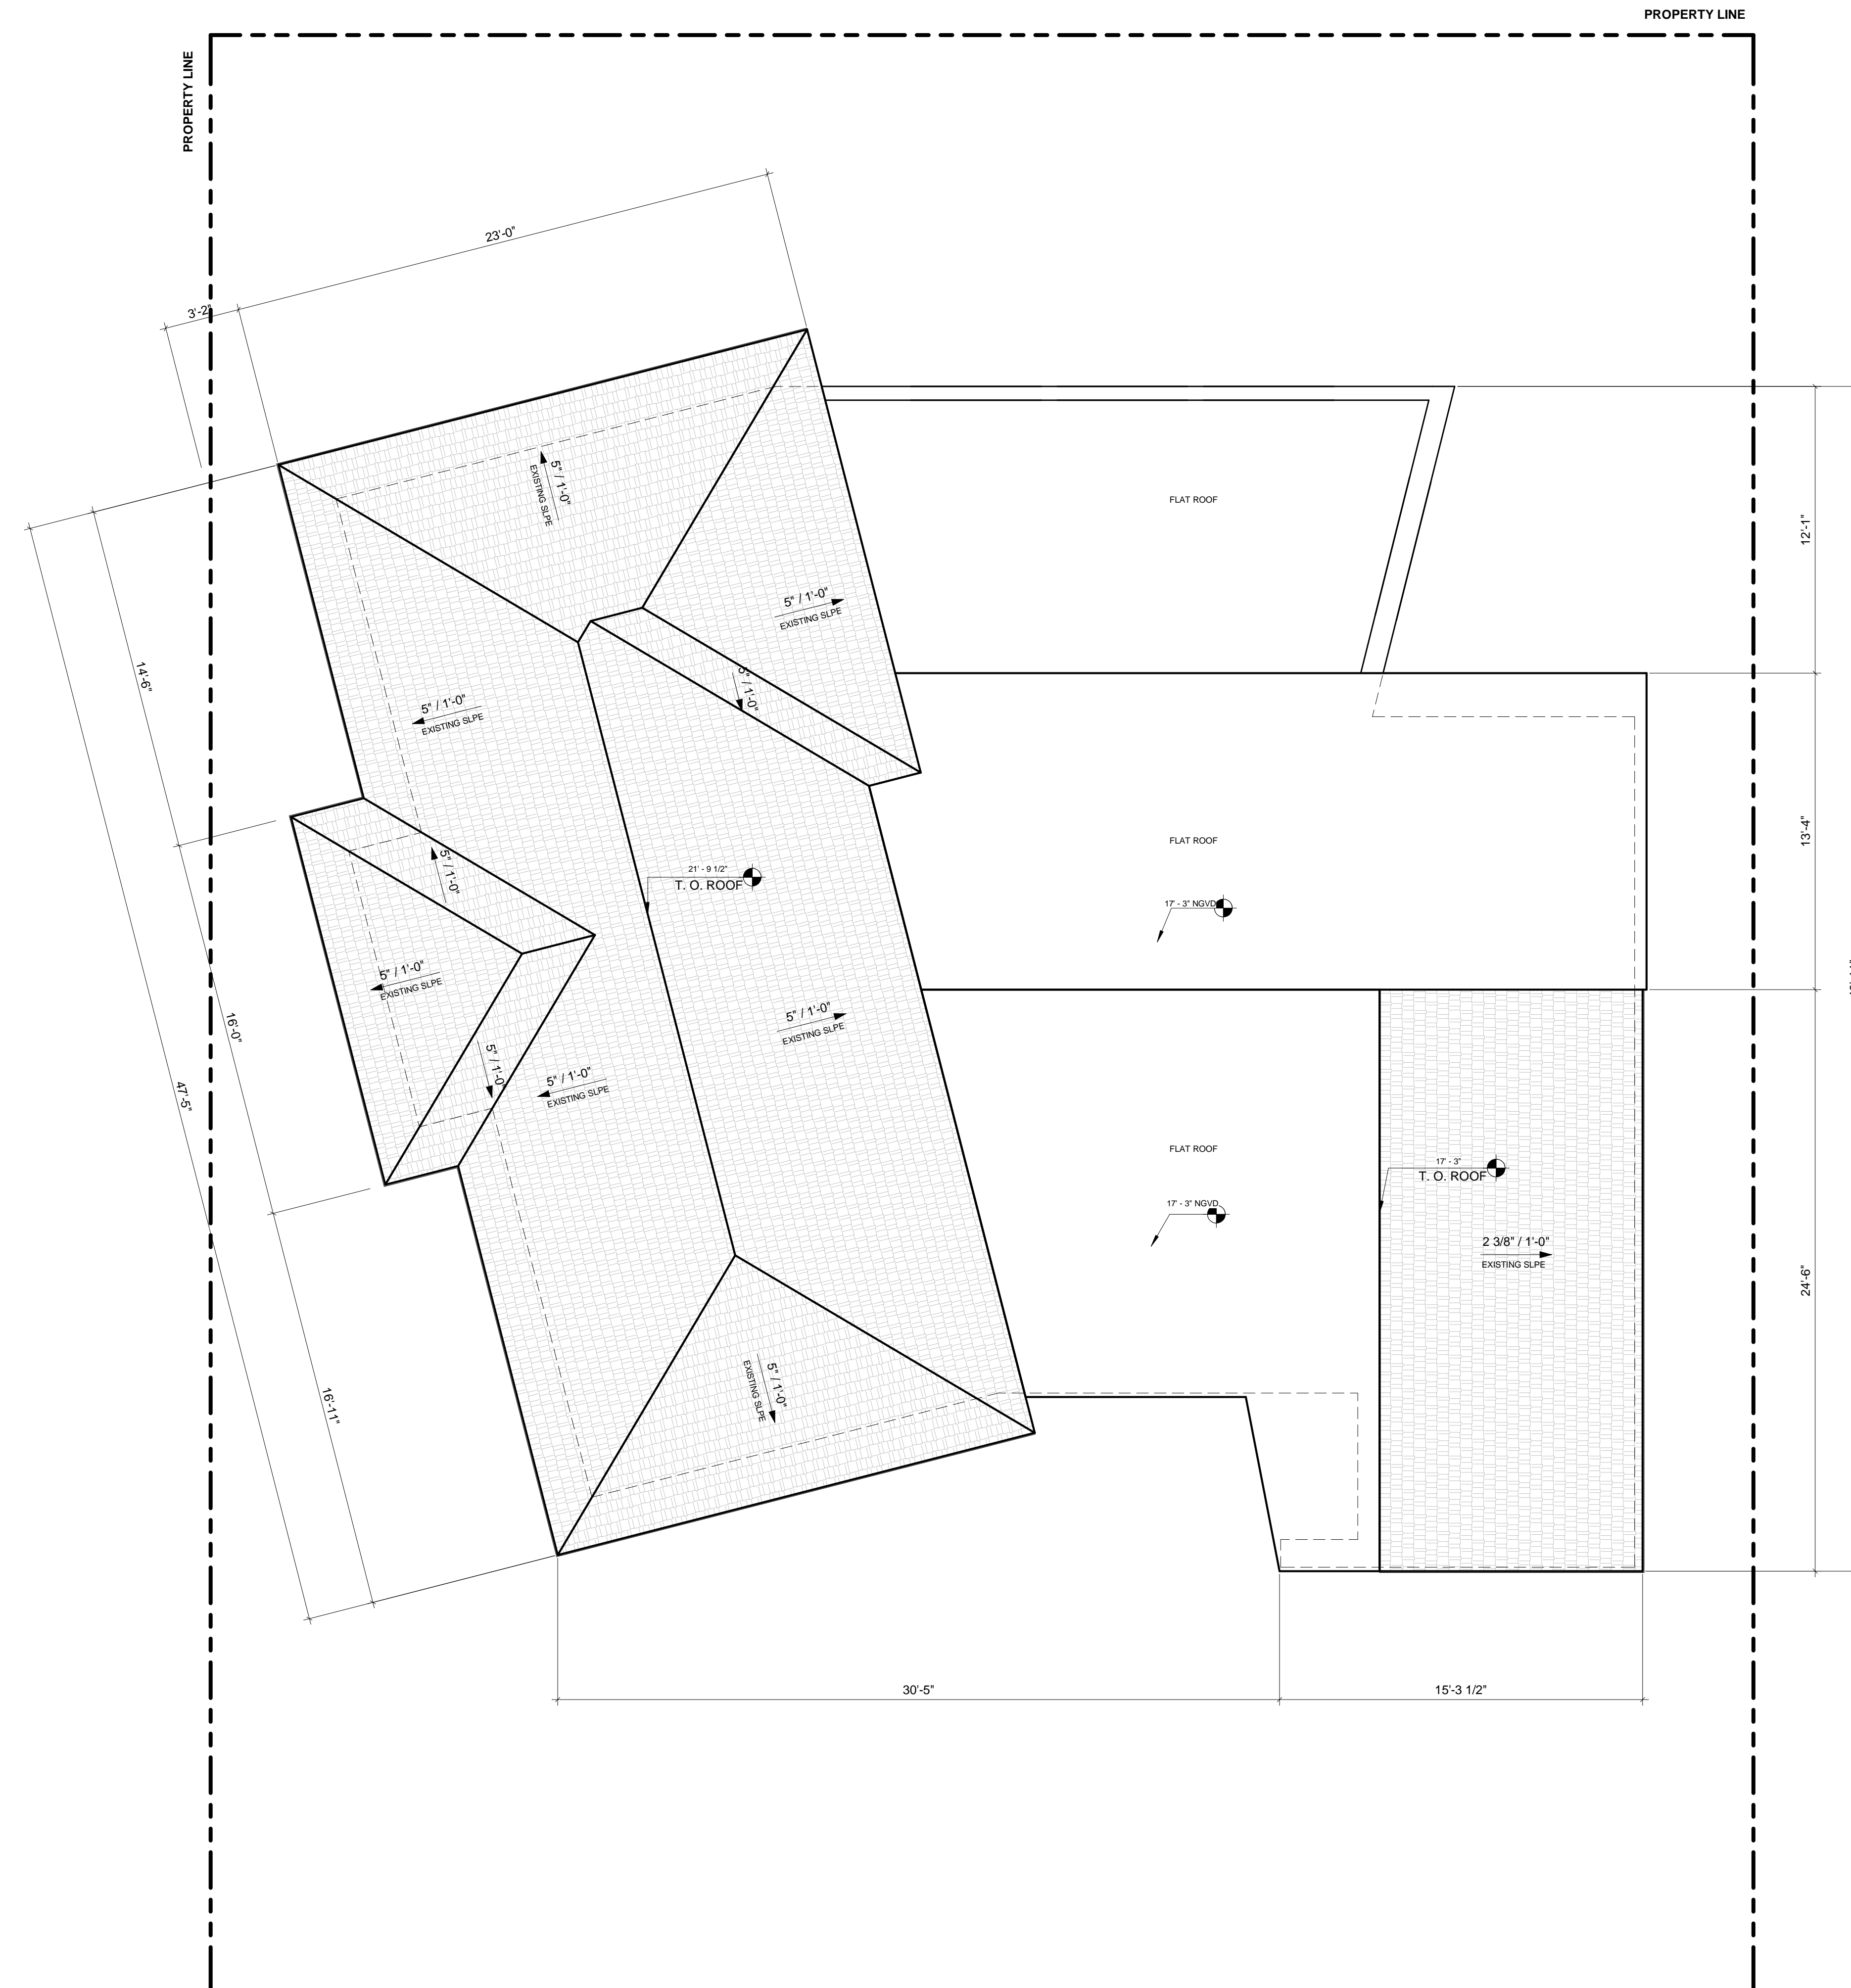 PROPERTY LINE
PROPERTY LINE
23'-0"
3'-2"
5" / 1'-0"
EXISTING SLPE
FLAT ROOF
12'-1"
5" / 1'-0"
EXISTING SLPE
14'-6"
5" / 1'-0"
5" / 1'-0"
EXISTING SLPE
FLAT ROOF
13'-4"
21' - 9 1/2"
T. O. ROOF
5" / 1'-0"
17' - 3" NGVD
5" / 1'-0"
EXISTING SLPE
16'-0"
5" / 1'-0"
EXISTING SLPE
5" / 1'-0"
5" / 1'-0"
EXISTING SLPE
47'-5"
FLAT ROOF
17' - 3"
T. O. ROOF
17' - 3" NGVD
2 3/8" / 1'-0"
EXISTING SLPE
24'-6"
5" / 1'-0"
EXISTING SLPE
16'-11"
30'-5"
15'-3 1/2"